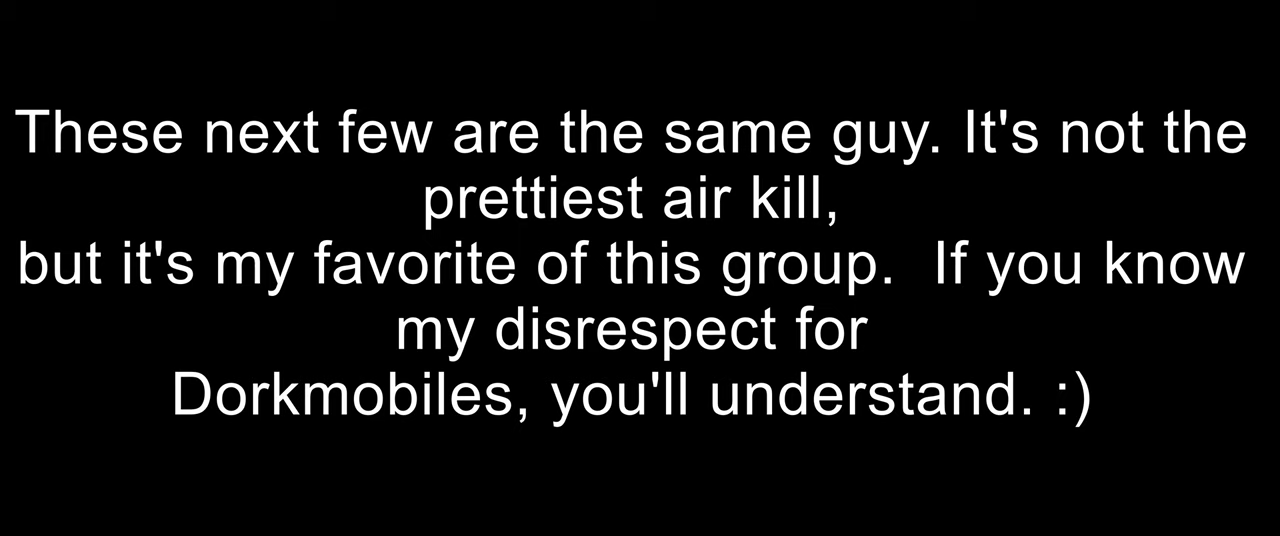 These next few are the same guy. It's not the
prettiest air kill,
but it's my favorite of this group.  If you know
my disrespect for
Dorkmobiles, you'll understand. :)